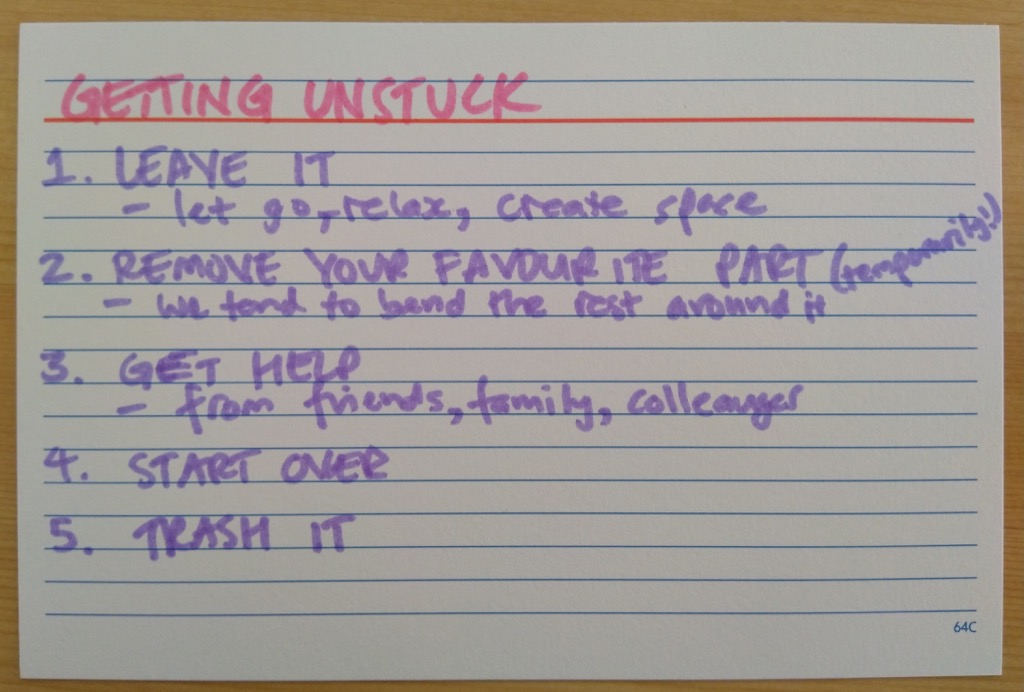 GETTING UNSTUCK
1. LEAVE IT
- let go, relax, create space
2. REMOVE YOUR FAVOURITE PART (temporarily!)
- we tend to bend the rest around it
3. GET HELP
- from friends, family, colleauges
4. START OVER
5. TRASH IT
64C